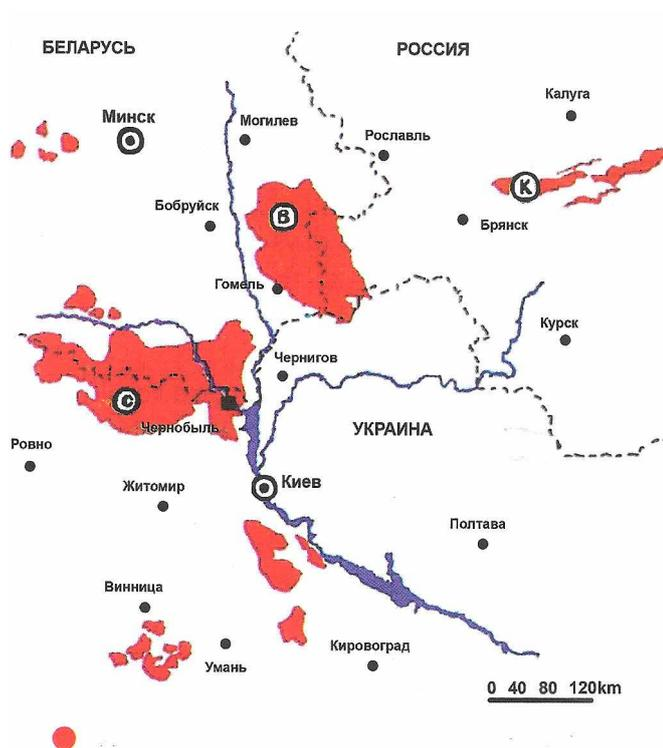 БЕЛАРУСЬ
РОССИЯ
Калуга
Минск
Могилев
Рославль
К
Бобруйск
В
Брянск
Гомель
Курск
Чернигов
С
Чернобыль
УКРАИНА
Ровно
Киев
Житомир
Полтава
Винница
Кировоград
Умань
0 40 80 120km